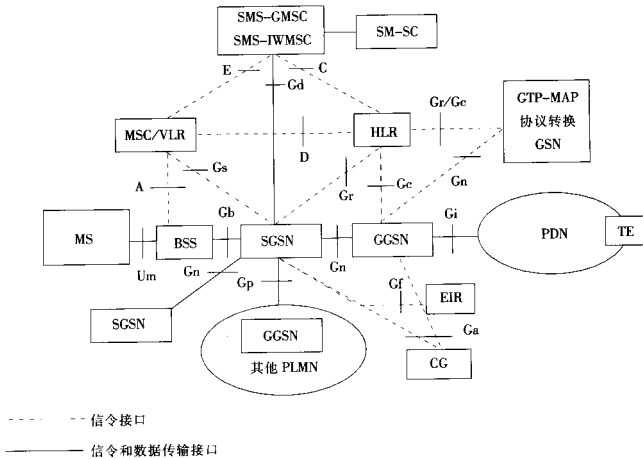 SMS-GMSC
SMS-IWMSC
SM-SC
E
C
Gd
Gr/Gc
GTP-MAP
协议转换
GSN
MSC/VLR
HLR
D
Gs
A
Gr
Gc
Gn
MS
Um
BSS
Gb
SGSN
Gn
GGSN
Gi
PDN
TE
Gn
Gp
Gf
EIR
SGSN
GGSN
其他 PLMN
Ga
CG
信令接口
信令和数据传输接口